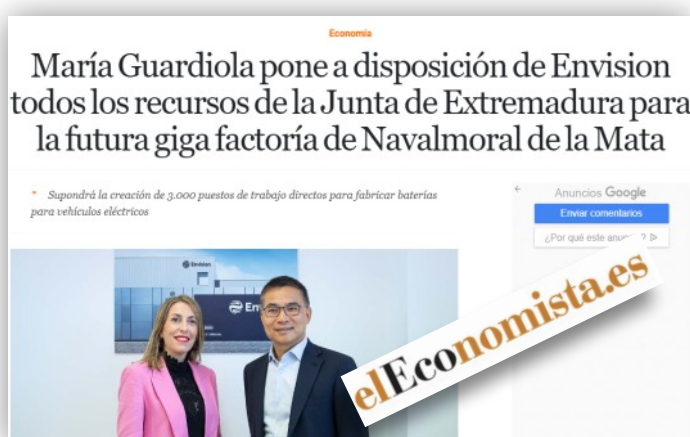 Economía
María Guardiola pone a disposición de Envision
todos los recursos de la Junta de Extremadura para
la futura giga factoría de Navalmoral de la Mata
* Supondrá la creación de 3.000 puestos de trabajo directos para fabricar baterías
para vehículos eléctricos
Anuncios Google
Enviar comentarios
¿Por qué este
elEconomista.es
Envision